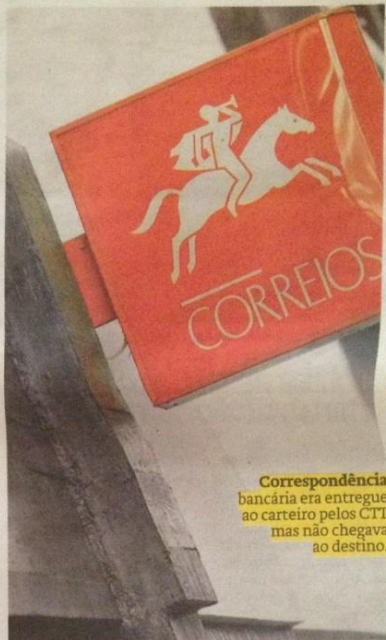 CORREIOS
Correspondência
bancária era entregue
ao carteiro pelos CTT
mas não chegava
ao destino.